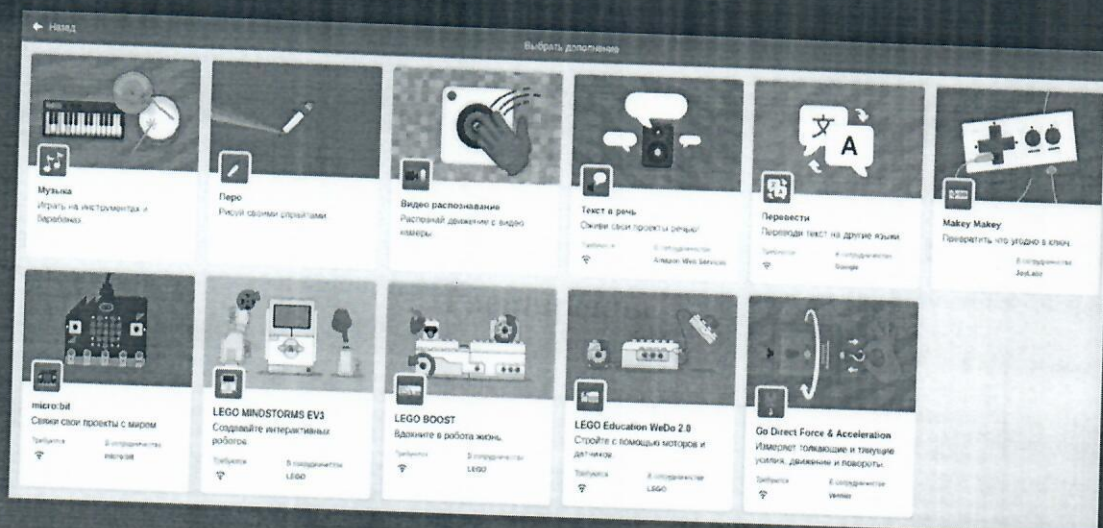 Назад
Выбрать дополнение
Музыка
Играть на инструментах и
барабанах.
Перо
Рисуй своими спрайтами.
Видео распознавание
Распознай движение с видео
камеры.
Текст в речь
Оживи свои проекты речью!
Требуется
В сотрудничестве
Amazon Web Services
Перевести
文
A
Переводи текст на другие языки.
Требуется
В сотрудничестве
Google
Makey Makey
Превратить что угодно в ключ.
В сотрудничестве
JoyLabz
micro:bit
Свяжи свои проекты с миром.
Требуется
В сотрудничестве
micro:bit
LEGO MINDSTORMS EV3
Создавайте интерактивных
роботов.
Требуется
В сотрудничестве
LEGO
LEGO BOOST
Вдохните в робота жизнь.
Требуется
В сотрудничестве
LEGO
LEGO Education WeDo 2.0
Стройте с помощью моторов и
датчиков.
Требуется
В сотрудничестве
LEGO
Go Direct Force & Acceleration
Измеряет толкающие и тянущие
усилия, движение и повороты.
Требуется
В сотрудничестве
Vernier